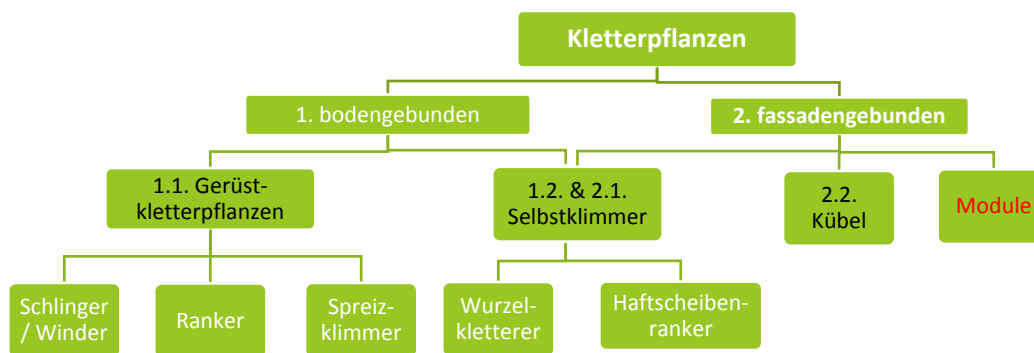 Kletterpflanzen
1. bodengebunden
2. fassadengebunden
1.1. Gerüst-
kletterpflanzen
1.2. & 2.1.
Selbstklimmer
2.2.
Kübel
Module
Schlinger
/ Winder
Ranker
Spreiz-
klimmer
Wurzel-
kletterer
Haftscheiben-
ranker